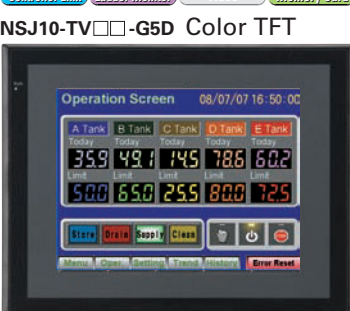 NSJ10-TV□□-G5D Color TFT
Operation Screen 08/07/07 16:50:00
A Tank B Tank C Tank D Tank E Tank
Today Today Today Today Today
35.9 49.1 14.5 78.6 60.2
Limit Limit Limit Limit Limit
50.0 65.0 25.5 80.0 72.5
Store Drain Supply Clean
Menu Oper Setting Trend History Error Reset